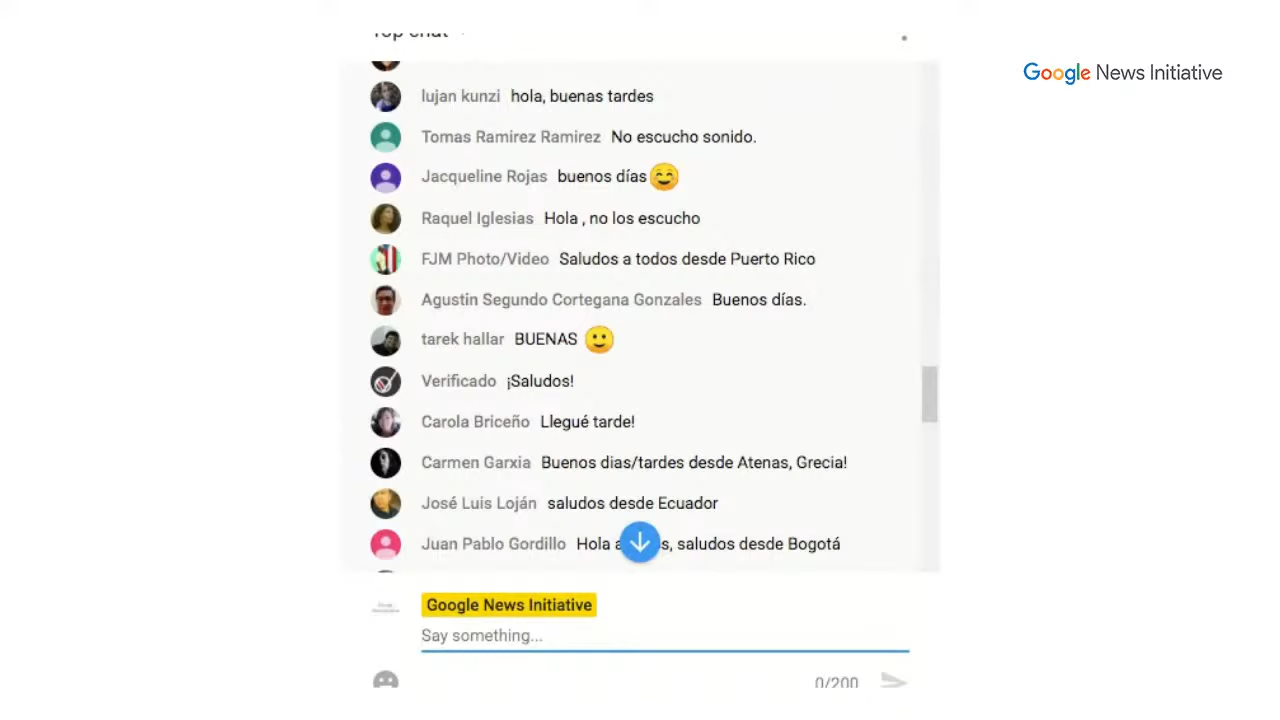 Top chat
Google News Initiative
lujan kunzi hola, buenas tardes
Tomas Ramirez Ramirez No escucho sonido.
Jacqueline Rojas buenos días
Raquel Iglesias Hola , no los escucho
FJM Photo/Video Saludos a todos desde Puerto Rico
Agustin Segundo Cortegana Gonzales Buenos días.
tarek hallar BUENAS
Verificado ¡Saludos!
Carola Briceño Llegué tarde!
Carmen Garxia Buenos dias/tardes desde Atenas, Grecia!
José Luis Loján saludos desde Ecuador
Juan Pablo Gordillo Hola saludos desde Bogotá
Google News Initiative
Say something...
0/200